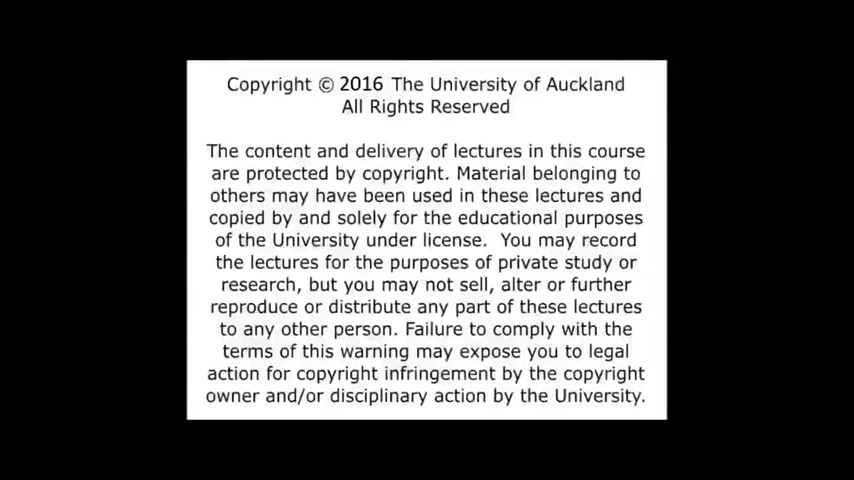 Copyright © 2016 The University of Auckland
All Rights Reserved
The content and delivery of lectures in this course
are protected by copyright. Material belonging to
others may have been used in these lectures and
copied by and solely for the educational purposes
of the University under license. You may record
the lectures for the purposes of private study or
research, but you may not sell, alter or further
reproduce or distribute any part of these lectures
to any other person. Failure to comply with the
terms of this warning may expose you to legal
action for copyright infringement by the copyright
owner and/or disciplinary action by the University.